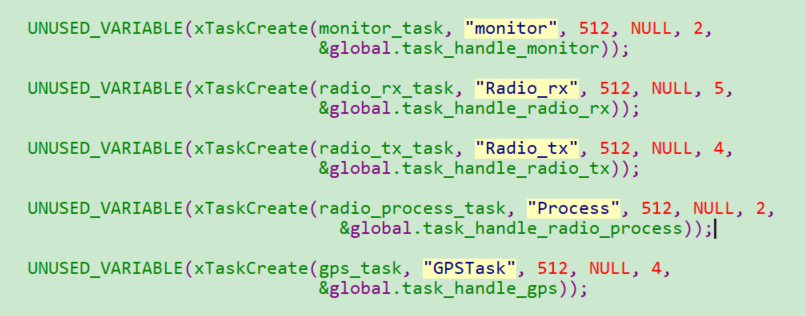 UNUSED_VARIABLE(xTaskCreate(monitor_task, "monitor", 512, NULL, 2,
&global.task_handle_monitor));
UNUSED_VARIABLE(xTaskCreate(radio_rx_task, "Radio_rx", 512, NULL, 5,
&global.task_handle_radio_rx));
UNUSED_VARIABLE(xTaskCreate(radio_tx_task, "Radio_tx", 512, NULL, 4,
&global.task_handle_radio_tx));
UNUSED_VARIABLE(xTaskCreate(radio_process_task, "Process", 512, NULL, 2,
&global.task_handle_radio_process));
UNUSED_VARIABLE(xTaskCreate(gps_task, "GPSTask", 512, NULL, 4,
&global.task_handle_gps));